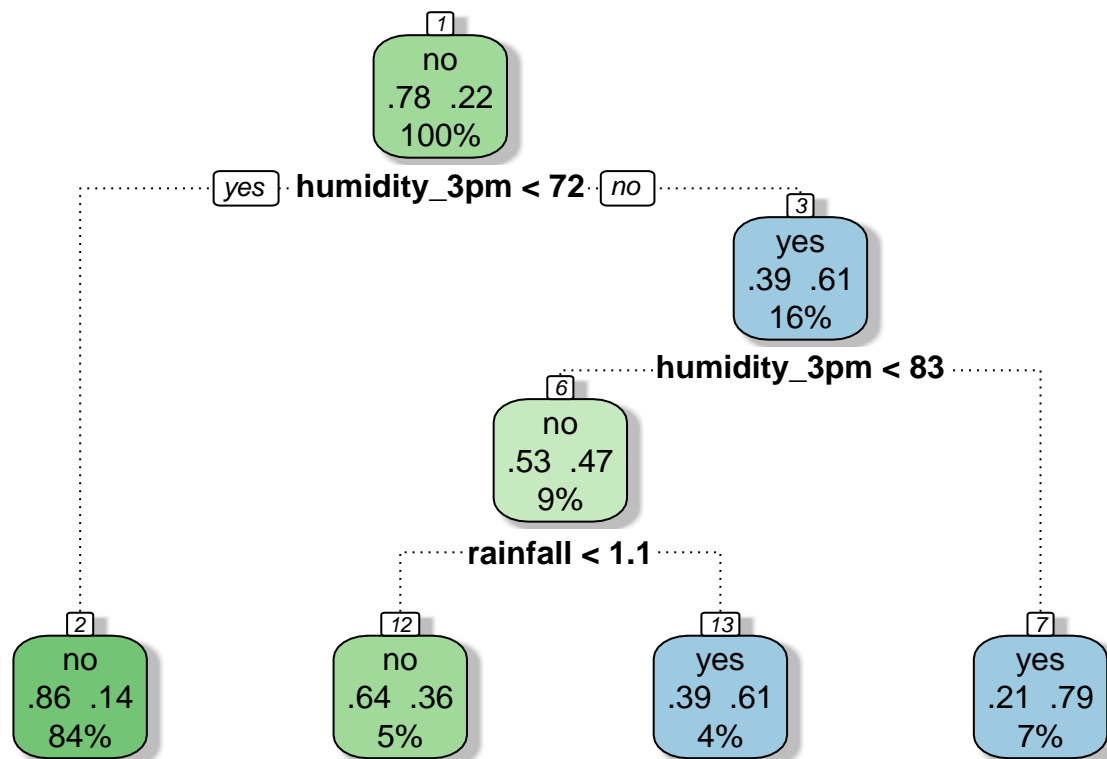 1
no
.78 .22
100%
yes humidity_3pm < 72 no
3
yes
.39 .61
16%
humidity_3pm < 83
6
no
.53 .47
9%
rainfall < 1.1
2
no
.86 .14
84%
12
no
.64 .36
5%
13
yes
.39 .61
4%
7
yes
.21 .79
7%